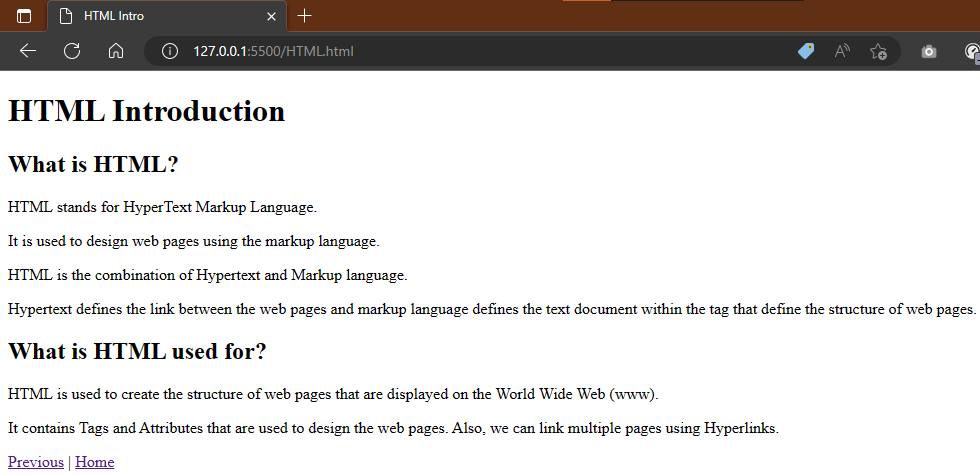 HTML Intro
127.0.0.1:5500/HTML.html
HTML Introduction
What is HTML?
HTML stands for HyperText Markup Language.
It is used to design web pages using the markup language.
HTML is the combination of Hypertext and Markup language.
Hypertext defines the link between the web pages and markup language defines the text document within the tag that define the structure of web pages.
What is HTML used for?
HTML is used to create the structure of web pages that are displayed on the World Wide Web (www).
It contains Tags and Attributes that are used to design the web pages. Also, we can link multiple pages using Hyperlinks.
Previous | Home